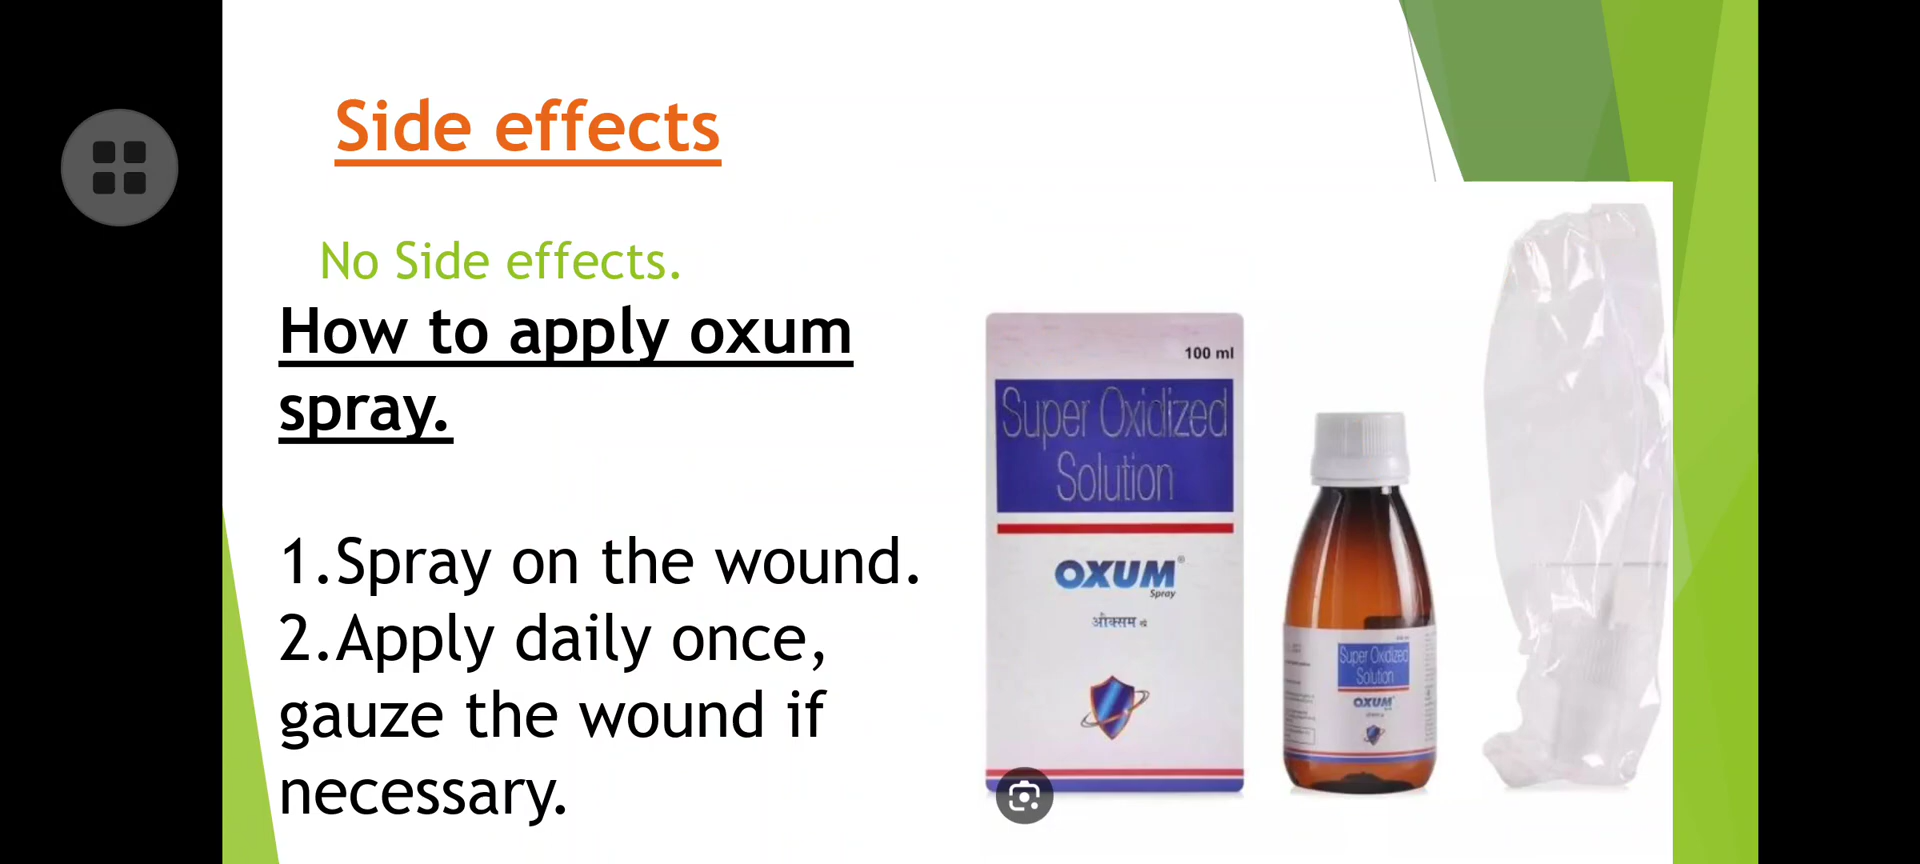 Side effects
No Side effects.
How to apply oxum
spray.
1.Spray on the wound.
2.Apply daily once,
gauze the wound if
necessary.
100 ml
Super Oxidized
Solution
OXUM®
Spray
औक्सम
Super Oxidized
Solution
OXUM